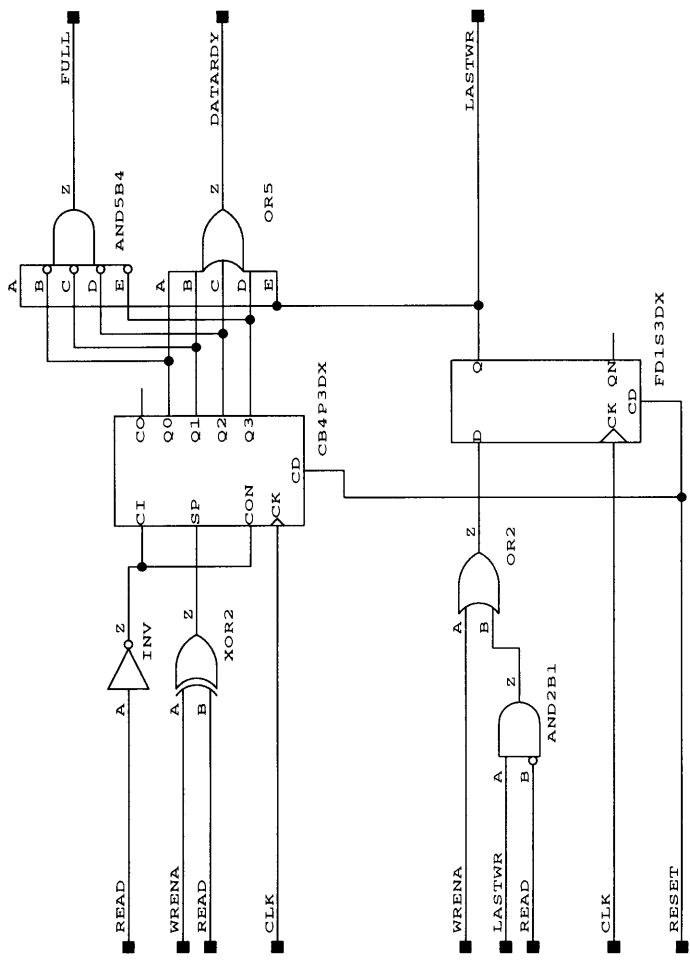 FULL
DATARDY
LASTWR
Z
AND5B4
A
B
C
D
E
Z
OR5
A
B
C
D
E
CO
Q0
Q1
Q2
Q3
CB4P3DX
CD
CI
SP
CON
CK
Q
QN
FD1S3DX
CD
D
CK
Z
INV
A
Z
XOR2
A
B
Z
OR2
A
B
Z
AND2B1
A
B
READ
WRENA
READ
CLK
WRENA
LASTWR
READ
CLK
RESET